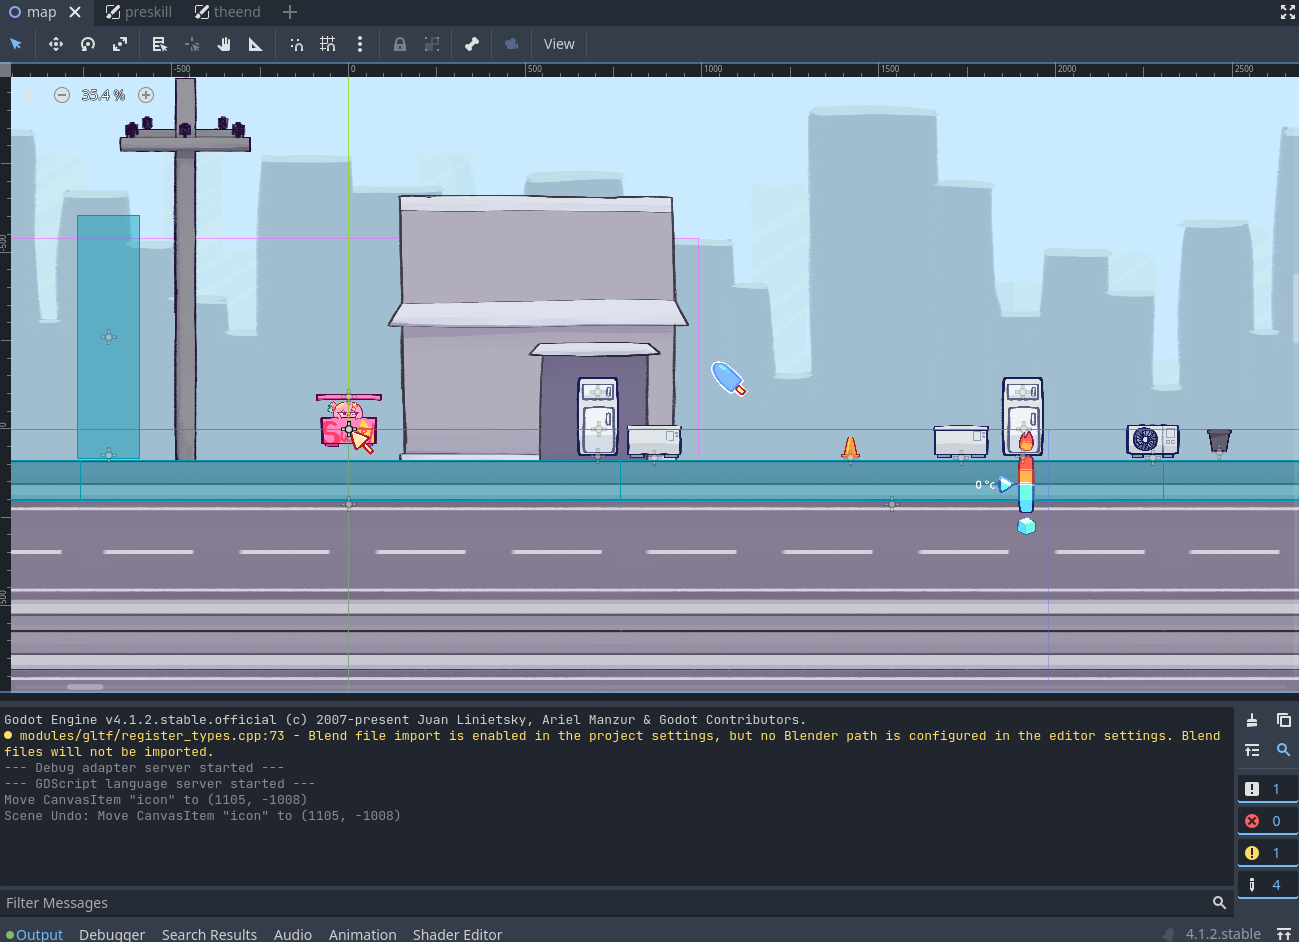 map
preskill
theend
View
-500
0
500
1000
1500
2000
2500
35.4 %
-500
0
500
0 °c
Godot Engine v4.1.2.stable.official (c) 2007-present Juan Linietsky, Ariel Manzur & Godot Contributors.
modules/gltf/register_types.cpp:73 - Blend file import is enabled in the project settings, but no Blender path is configured in the editor settings. Blend
files will not be imported.
--- Debug adapter server started ---
--- GDScript language server started ---
Move CanvasItem "icon" to (1105, -1008)
Scene Undo: Move CanvasItem "icon" to (1105, -1008)
1
0
1
4
Filter Messages
Output
Debugger
Search Results
Audio
Animation
Shader Editor
4.1.2.stable